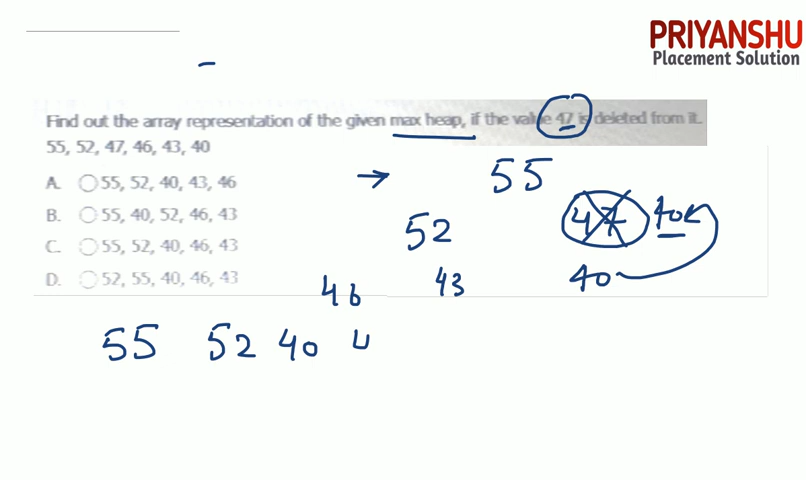 PRIYANSHU
Placement Solution
Find out the array representation of the given max heap, if the value 47 is deleted from it.
55, 52, 47, 46, 43, 40
A. 55, 52, 40, 43, 46
B. 55, 40, 52, 46, 43
C. 55, 52, 40, 46, 43
D. 52, 55, 40, 46, 43
55
52 47 40
46 43 40
55 52 40 4